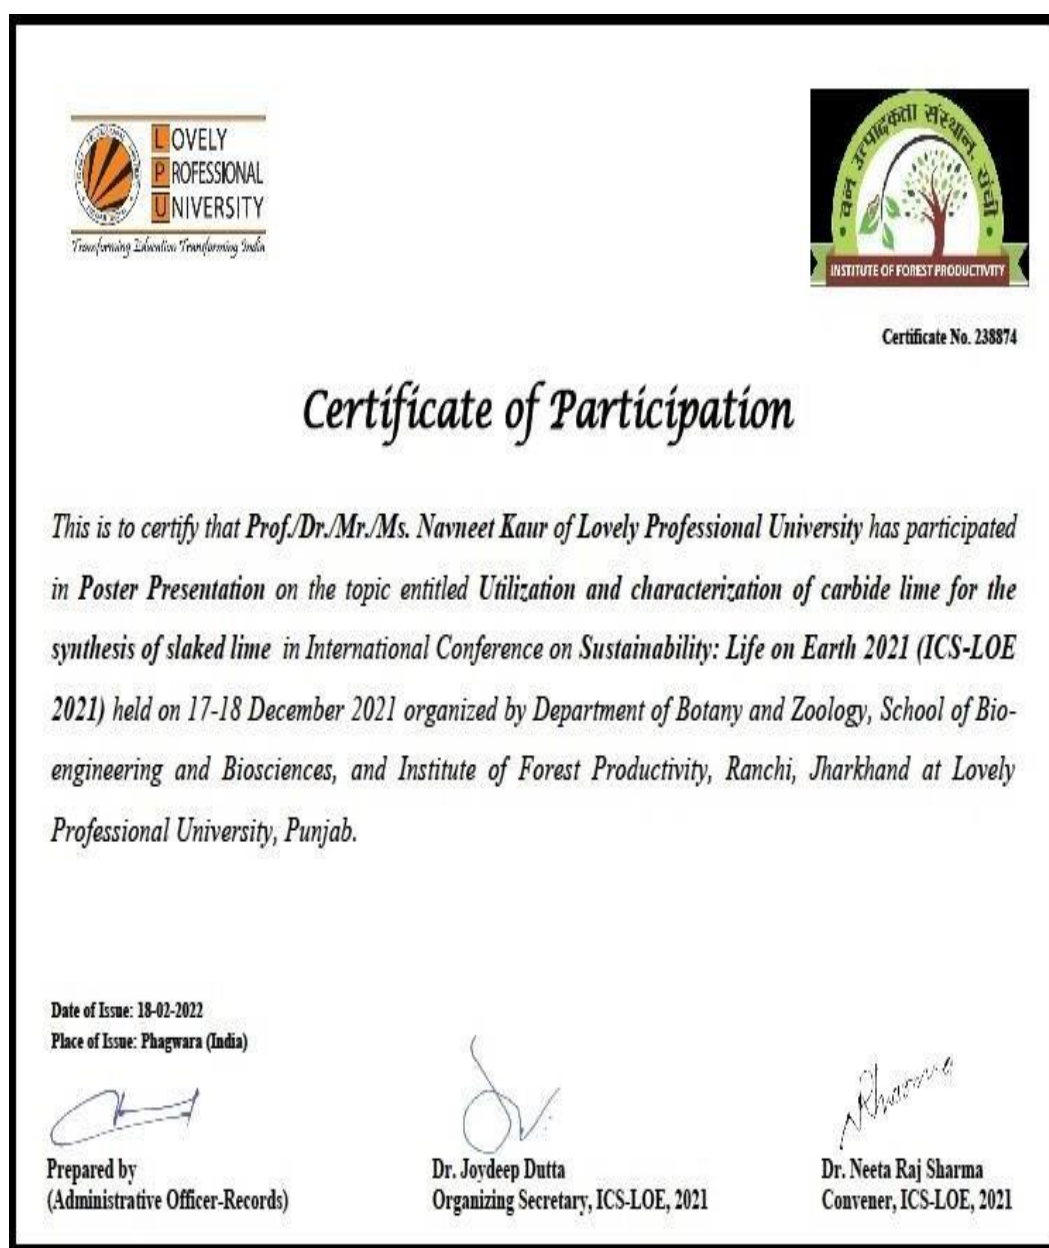 LOVELY
PROFESSIONAL
UNIVERSITY
Transforming Education Transforming India
वन उत्पादकता संस्थान, रांची
INSTITUTE OF FOREST PRODUCTIVITY
Certificate No. 238874
Certificate of Participation
This is to certify that Prof./Dr./Mr./Ms. Navneet Kaur of Lovely Professional University has participated
in Poster Presentation on the topic entitled Utilization and characterization of carbide lime for the
synthesis of slaked lime in International Conference on Sustainability: Life on Earth 2021 (ICS-LOE
2021) held on 17-18 December 2021 organized by Department of Botany and Zoology, School of Bio-
engineering and Biosciences, and Institute of Forest Productivity, Ranchi, Jharkhand at Lovely
Professional University, Punjab.
Date of Issue: 18-02-2022
Place of Issue: Phagwara (India)
Prepared by
(Administrative Officer-Records)
Dr. Joydeep Dutta
Organizing Secretary, ICS-LOE, 2021
Dr. Neeta Raj Sharma
Convener, ICS-LOE, 2021